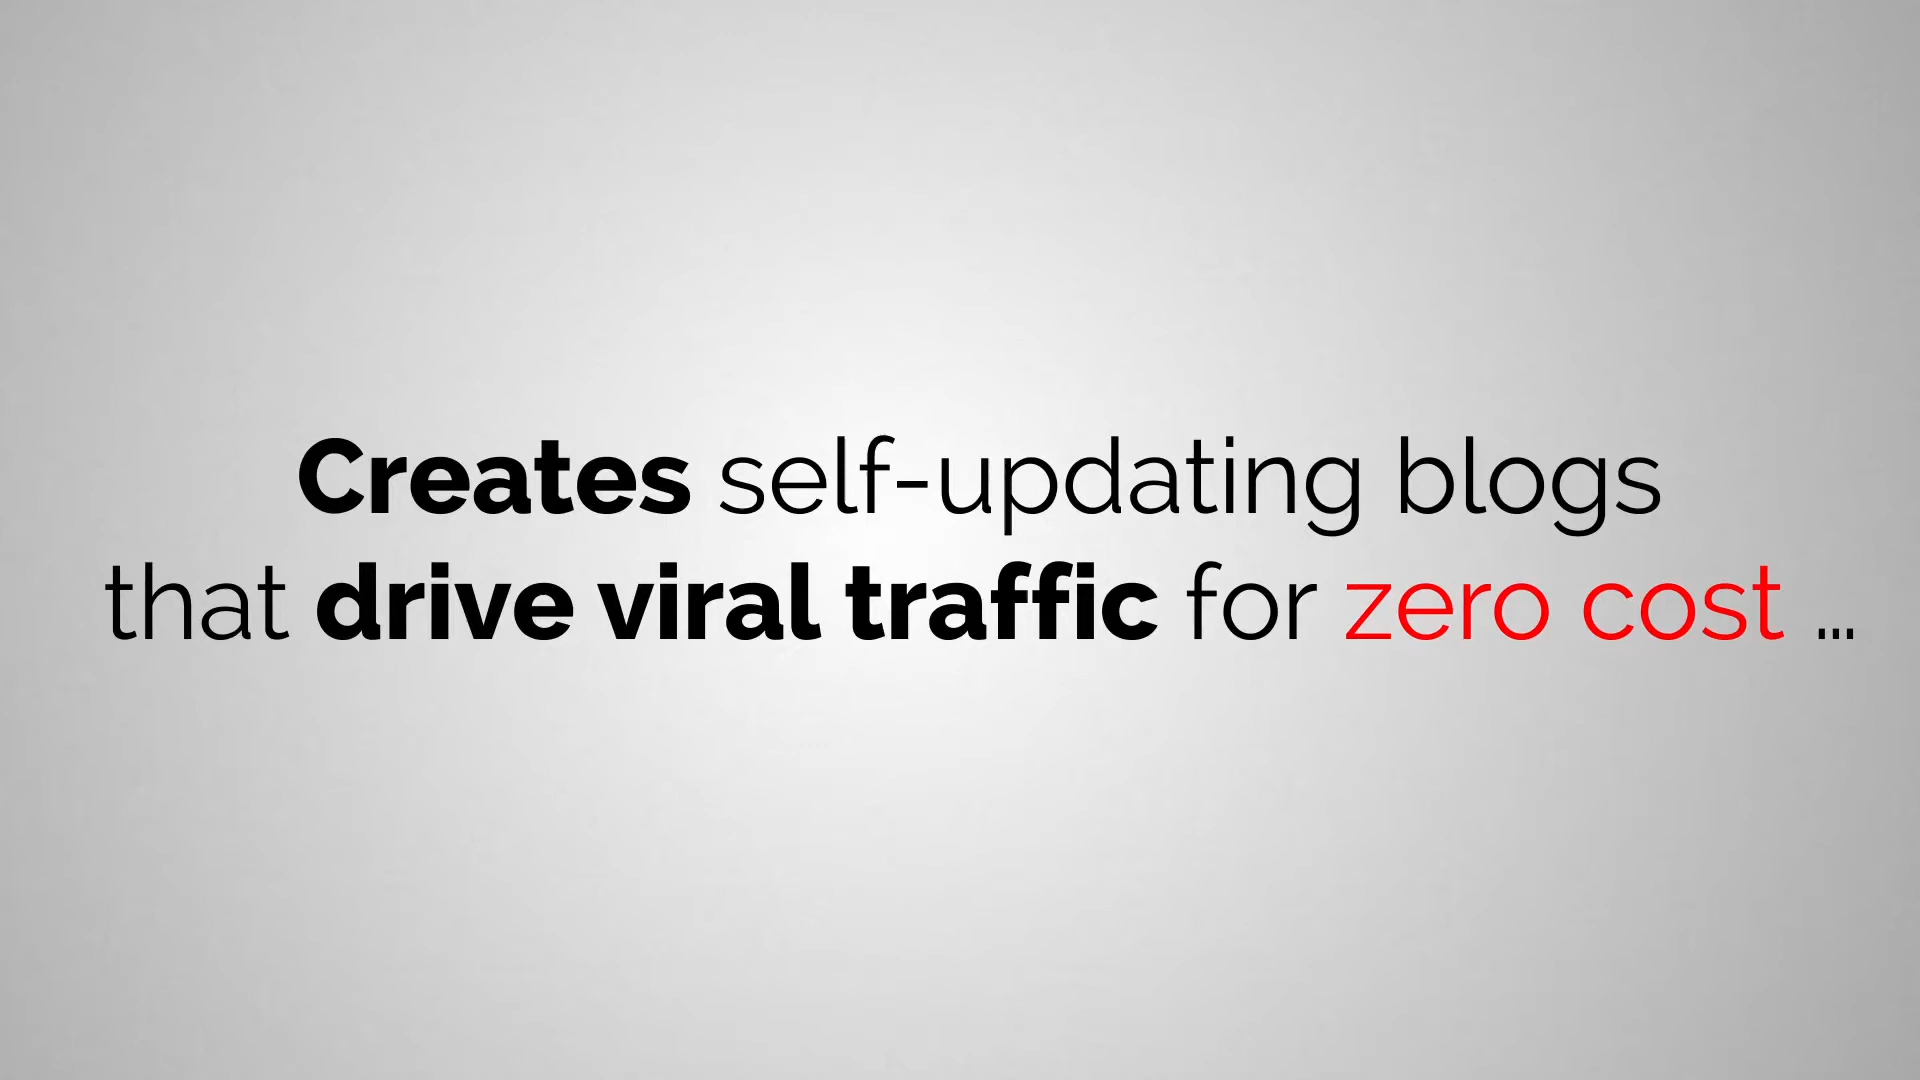 Creates self-updating blogs
that drive viral traffic for zero cost ...